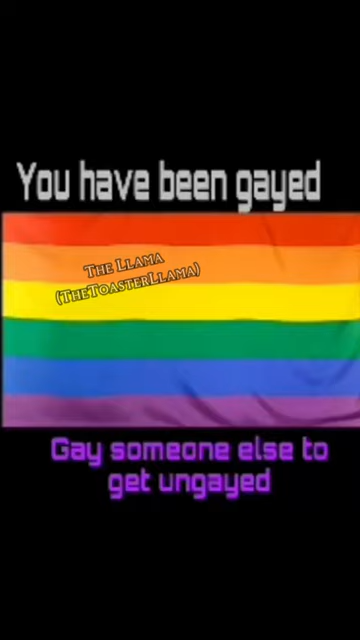 You have been gayed
The Llama
(TheToasterLlama)
Gay someone else to
get ungayed